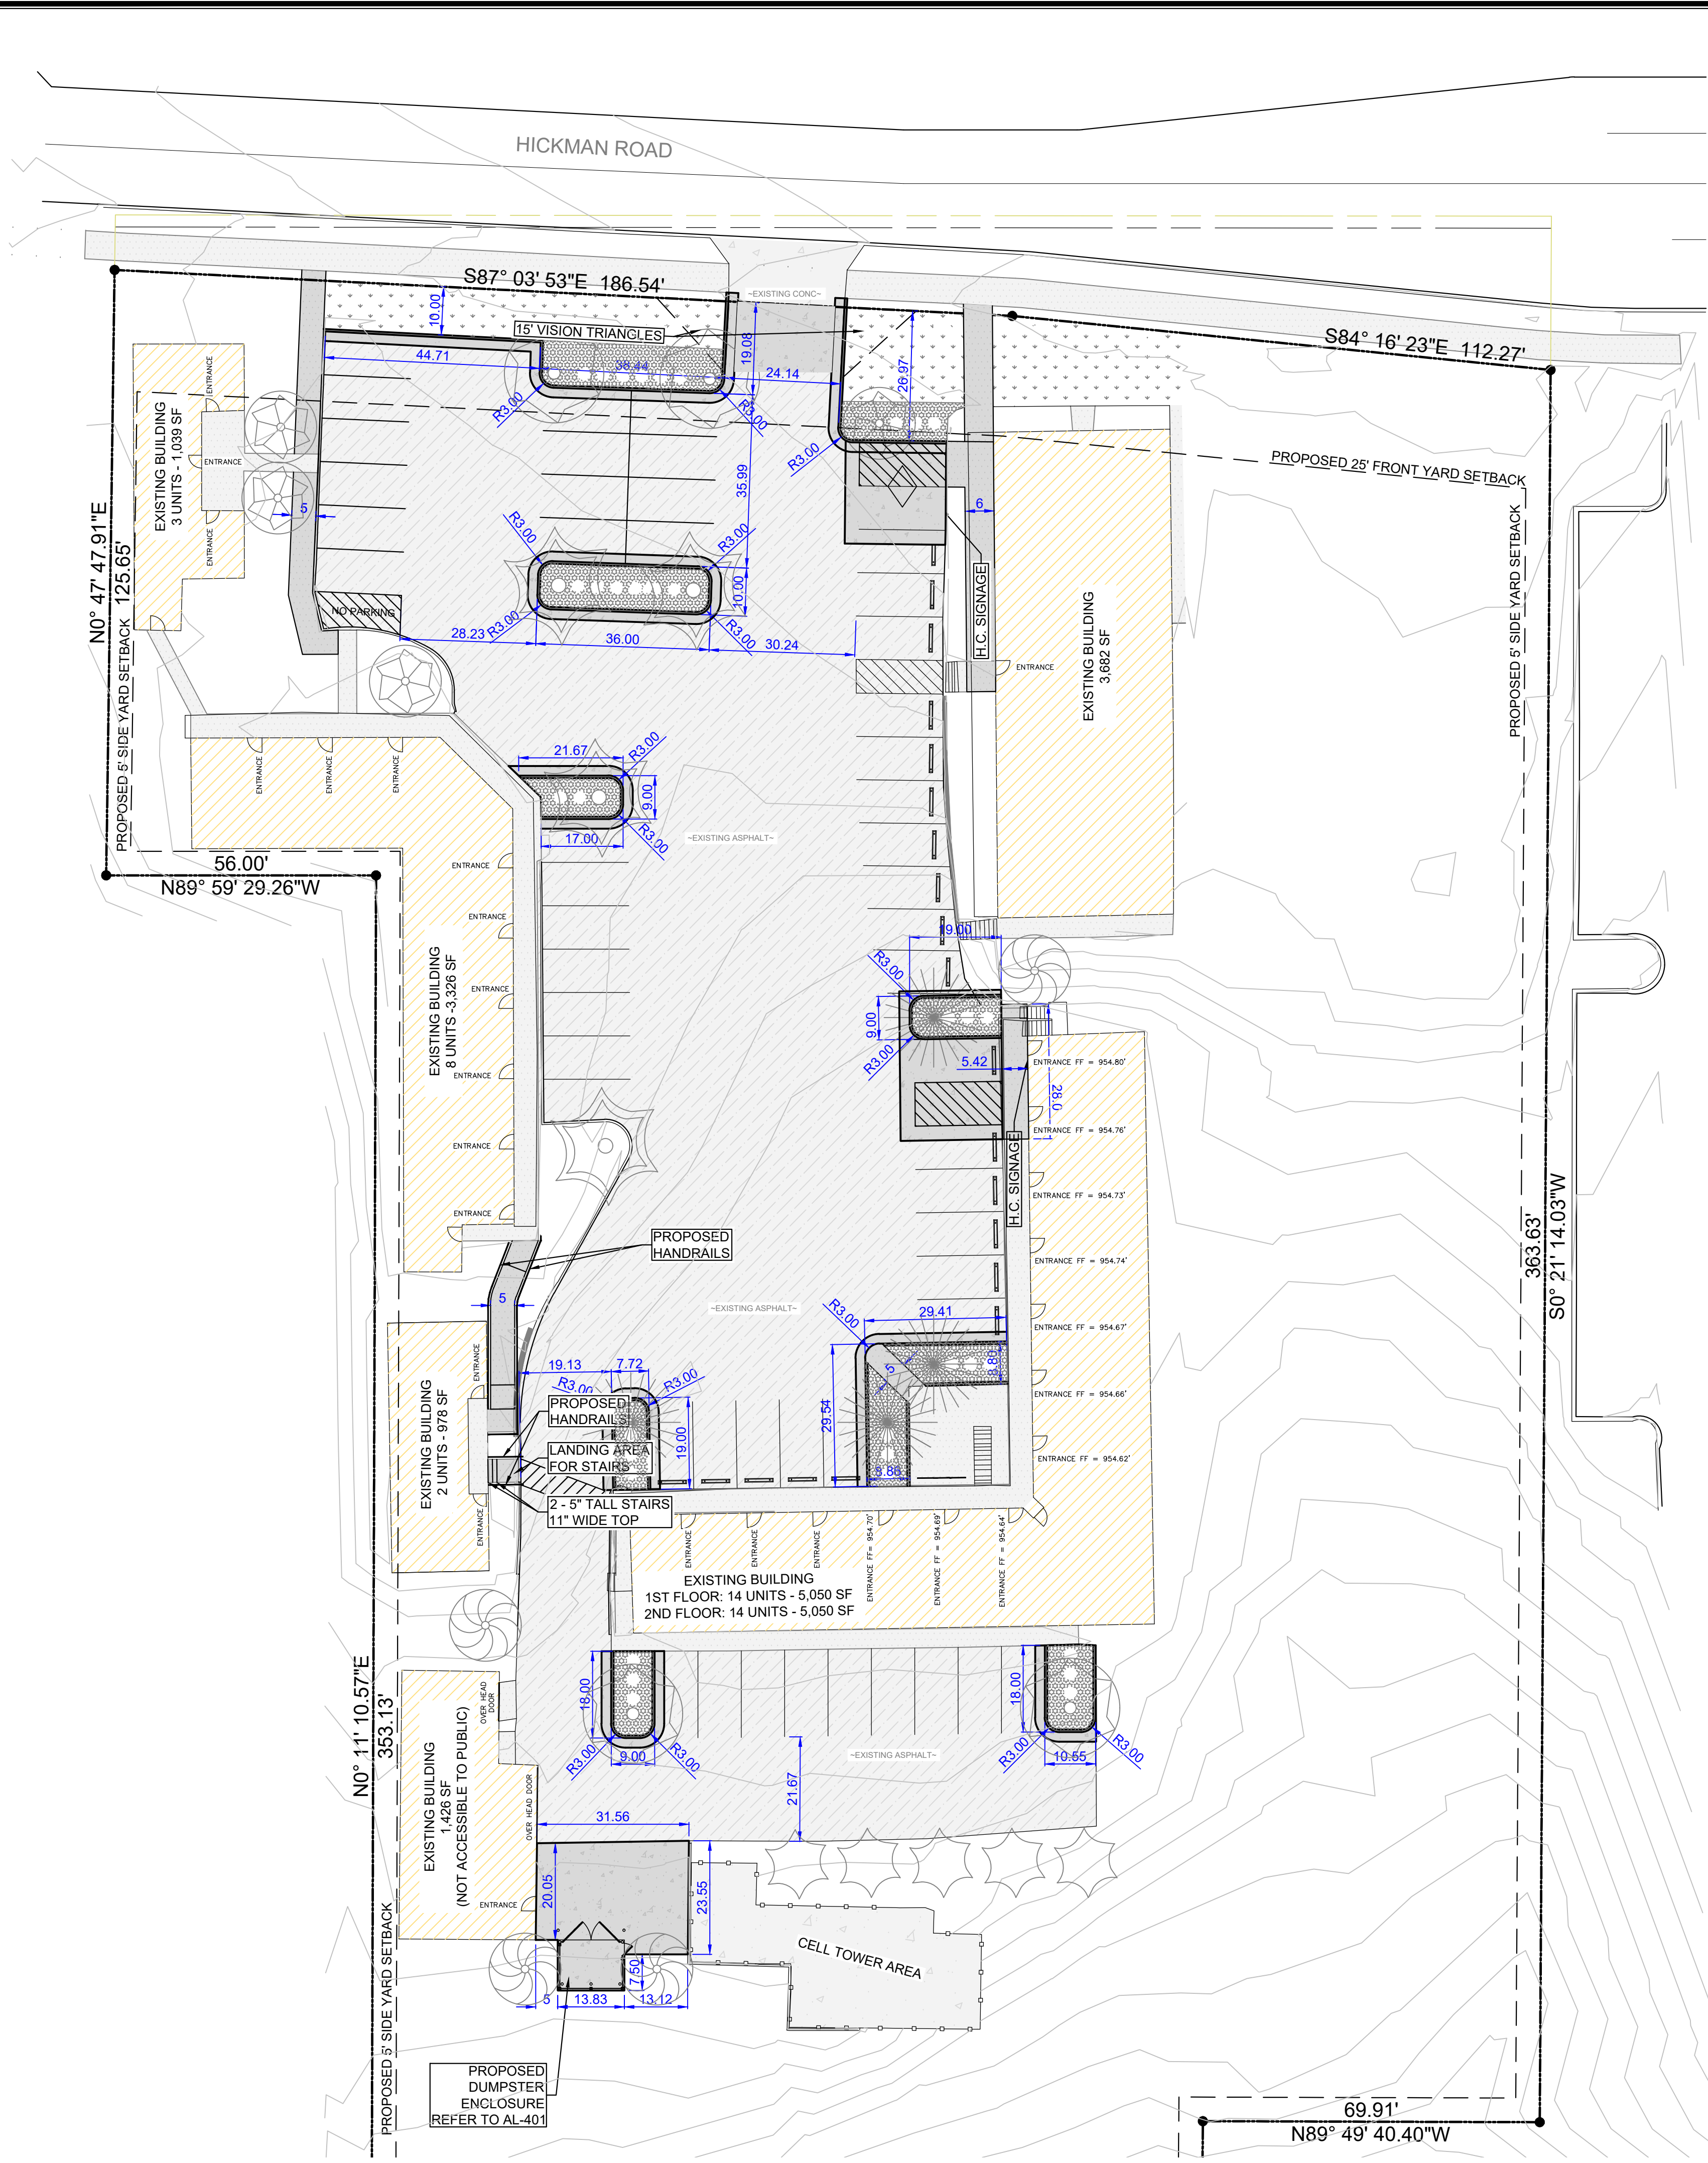 HICKMAN ROAD
S87° 03' 53"E 186.54'
~EXISTING CONC~
10.00
15' VISION TRIANGLES
S84° 16' 23"E 112.27'
44.71
38.44
19.08
24.14
26.97
R3.00
R3.00
R3.00
EXISTING BUILDING
3 UNITS - 1,039 SF
ENTRANCE
ENTRANCE
ENTRANCE
PROPOSED 25' FRONT YARD SETBACK
35.99
5
6
N0° 47' 47.91"E
125.65'
PROPOSED 5' SIDE YARD SETBACK
PROPOSED 5' SIDE YARD SETBACK
R3.00
R3.00
10.00
NO PARKING
R3.00
R3.00
28.23
36.00
30.24
H.C. SIGNAGE
ENTRANCE
EXISTING BUILDING
3,682 SF
ENTRANCE
ENTRANCE
ENTRANCE
21.67
R3.00
9.00
17.00
R3.00
~EXISTING ASPHALT~
56.00'
N89° 59' 29.26"W
ENTRANCE
ENTRANCE
ENTRANCE
ENTRANCE
ENTRANCE
ENTRANCE
EXISTING BUILDING
8 UNITS -3,326 SF
19.00
R3.00
9.00
R3.00
5.42
28.0
H.C. SIGNAGE
ENTRANCE FF = 954.80'
ENTRANCE FF = 954.76'
ENTRANCE FF = 954.73'
ENTRANCE FF = 954.74'
ENTRANCE FF = 954.67'
ENTRANCE FF = 954.66'
ENTRANCE FF = 954.62'
363.63'
S0° 21' 14.03"W
PROPOSED
HANDRAILS
5
~EXISTING ASPHALT~
R3.00
29.41
8.80
5
29.54
8.86
19.13
7.72
R3.00
R3.00
19.00
ENTRANCE
EXISTING BUILDING
2 UNITS - 978 SF
ENTRANCE
PROPOSED
HANDRAILS
LANDING AREA
FOR STAIRS
2 - 5" TALL STAIRS
11" WIDE TOP
ENTRANCE
ENTRANCE
ENTRANCE
ENTRANCE FF= 954.70'
ENTRANCE FF = 954.69'
ENTRANCE FF = 954.64'
EXISTING BUILDING
1ST FLOOR: 14 UNITS - 5,050 SF
2ND FLOOR: 14 UNITS - 5,050 SF
N0° 11' 10.57"E
353.13'
PROPOSED 5' SIDE YARD SETBACK
18.00
R3.00
9.00
R3.00
18.00
R3.00
10.55
R3.00
21.67
~EXISTING ASPHALT~
OVER HEAD
DOOR
OVER HEAD DOOR
EXISTING BUILDING
1,426 SF
(NOT ACCESSIBLE TO PUBLIC)
ENTRANCE
31.56
20.05
23.55
7.50
5
13.83
13.12
CELL TOWER AREA
PROPOSED
DUMPSTER
ENCLOSURE
REFER TO AL-401
69.91'
N89° 49' 40.40"W